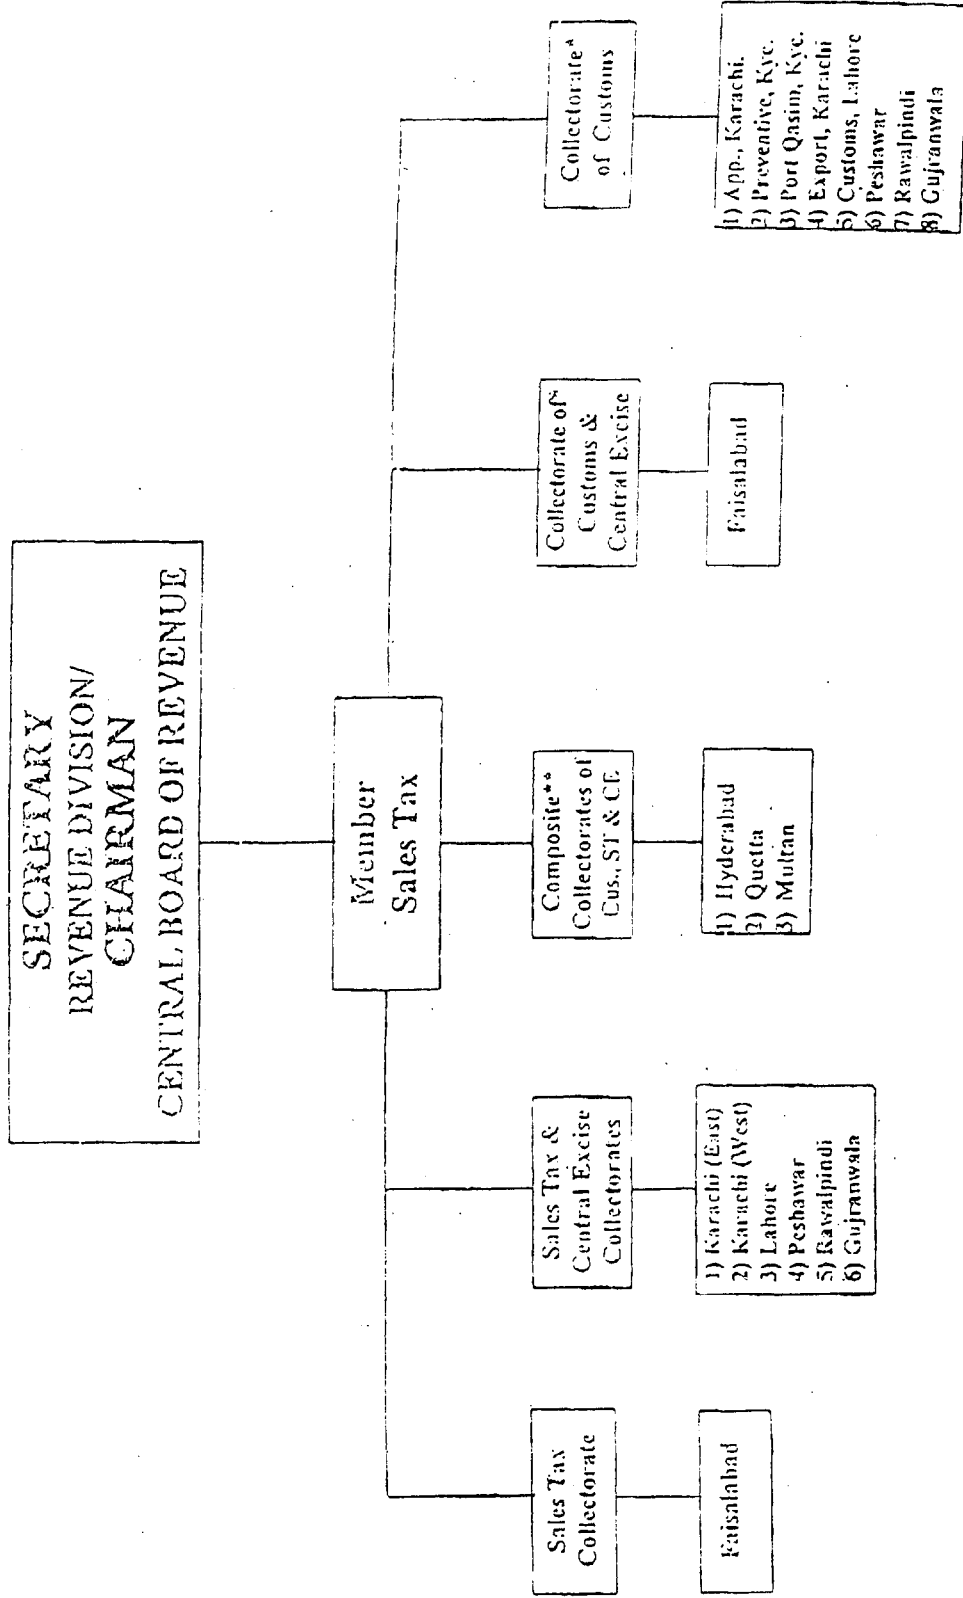 SECRETARY
REVENUE DIVISION/
CHAIRMAN
CENTRAL BOARD OF REVENUE
Member
Sales Tax
Sales Tax
Collectorate
Faisalabad
Sales Tax &
Central Excise
Collectorates
1) Karachi (East)
2) Karachi (West)
3) Lahore
4) Peshawar
5) Rawalpindi
6) Gujranwala
Composite**
Collectorates of
Cus., ST & CE
1) Hyderabad
2) Quetta
3) Multan
Collectorate of*
Customs &
Central Excise
Faisalabad
Collectorate*
of Customs
1) App., Karachi.
2) Preventive, Kyc.
3) Port Qasim, Kyc.
4) Export, Karachi
5) Customs, Lahore
6) Peshawar
7) Rawalpindi
8) Gujranwala